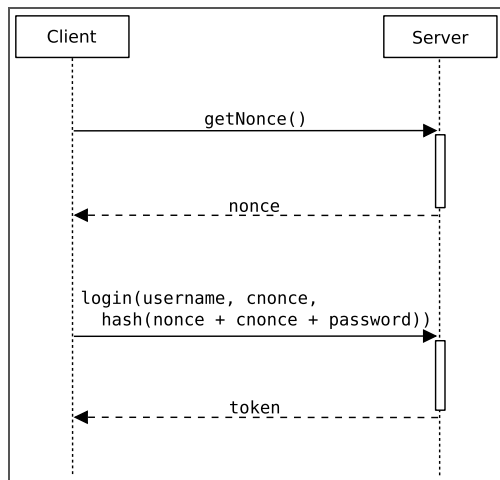 Client
Server
getNonce()
nonce
login(username, cnonce,
hash(nonce + cnonce + password))
token